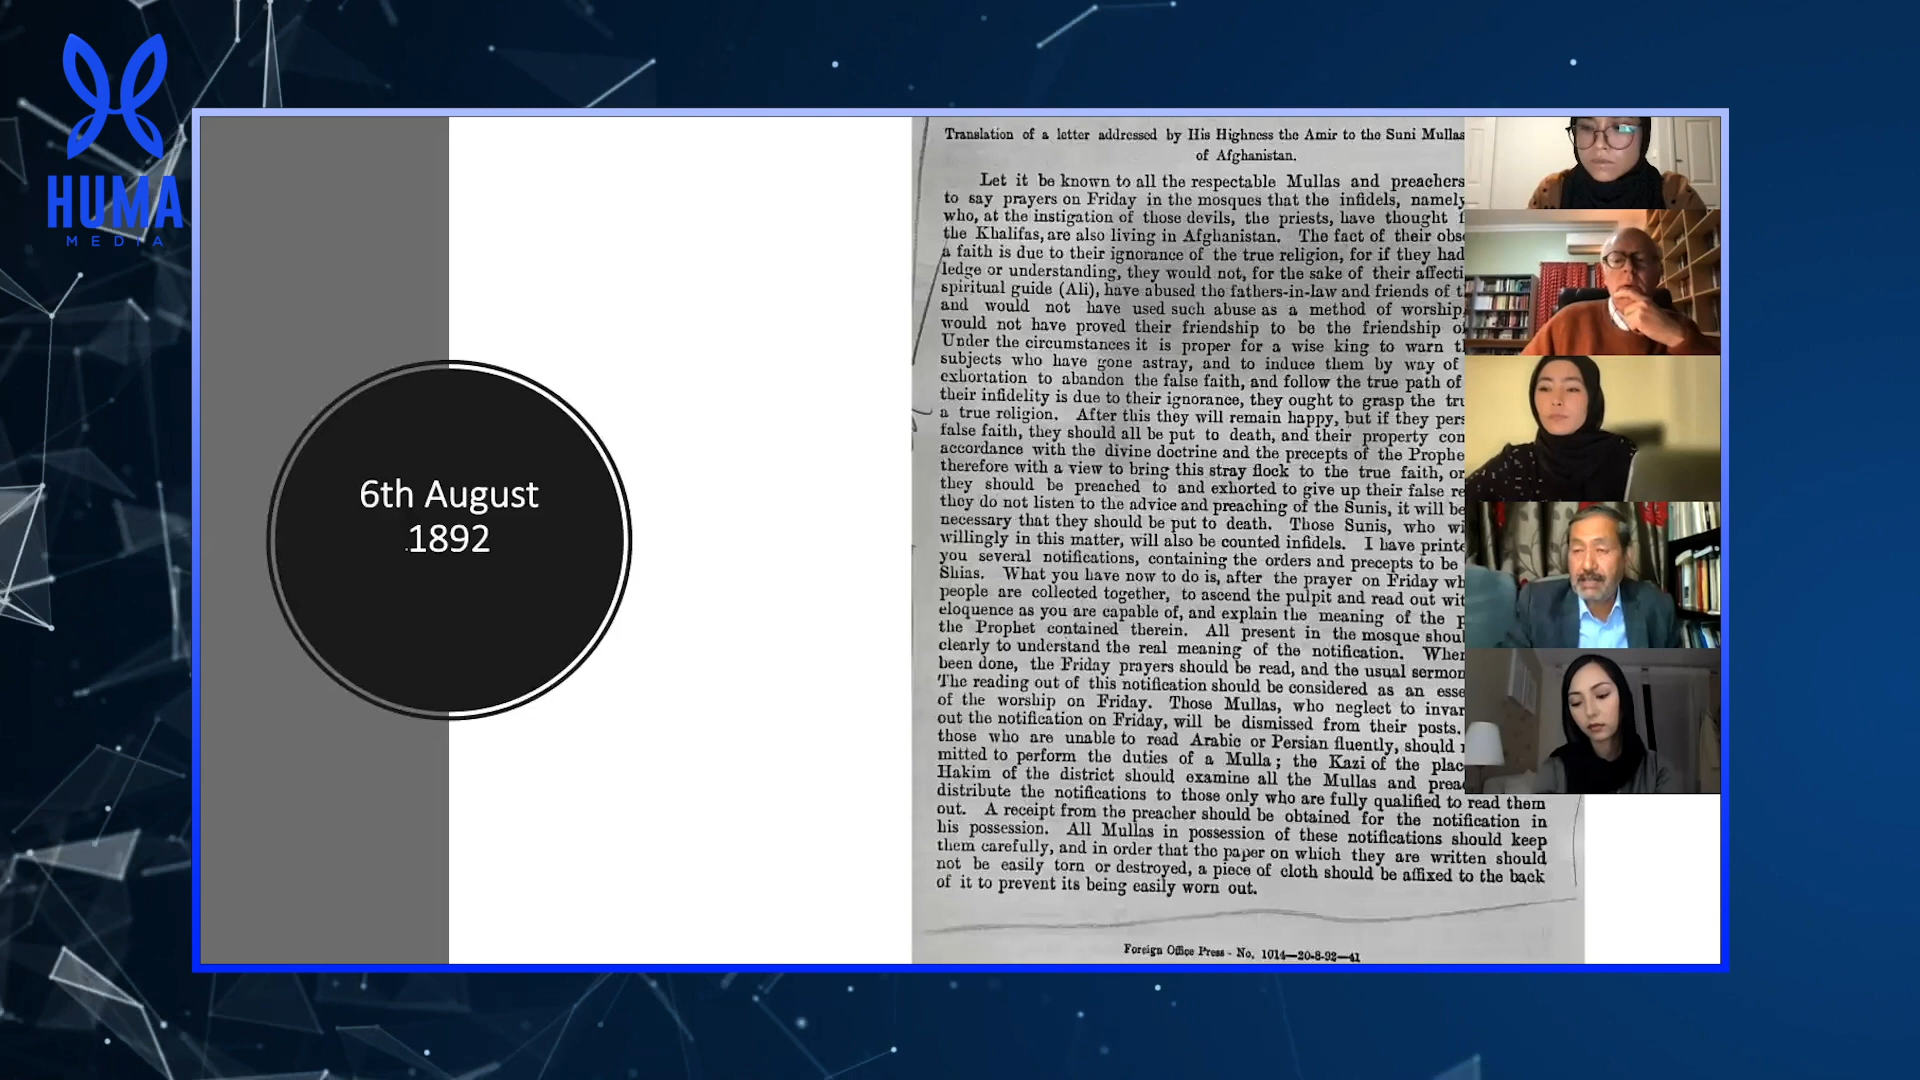 HUMA
MEDIA
6th August
1892
Translation of a letter addressed by His Highness the Amir to the Suni Mullas
of Afghanistan.
Let it be known to all the respectable Mullas and preachers
to say prayers on Friday in the mosques that the infidels, namely
who, at the instigation of those devils, the priests, have thought
the Khalifas, are also living in Afghanistan. The fact of their
a faith is due to their ignorance of the true religion, for if they had
ledge or understanding, they would not, for the sake of their
spiritual guide (Ali), have abused the fathers-in-law and friends of
and would not have used such abuse as a method of worship,
would not have proved their friendship to be the friendship
Under the circumstances it is proper for a wise king to warn
subjects who have gone astray, and to induce them by way of
exhortation to abandon the false faith, and follow the true path of
their infidelity is due to their ignorance, they ought to grasp the
a true religion. After this they will remain happy, but if they
false faith, they should all be put to death, and their property
accordance with the divine doctrine and the precepts of the
therefore with a view to bring this stray flock to the true faith, or
they should be preached to and exhorted to give up their false
they do not listen to the advice and preaching of the Sunis, it will be
necessary that they should be put to death. Those Sunis, who
willingly in this matter, will also be counted infidels. I have
you several notifications, containing the orders and precepts to be
Shias. What you have now to do is, after the prayer on Friday
people are collected together, to ascend the pulpit and read out
eloquence as you are capable of, and explain the meaning of the
the Prophet contained therein. All present in the mosque
clearly to understand the real meaning of the notification.
been done, the Friday prayers should be read, and the usual
The reading out of this notification should be considered as an
of the worship on Friday. Those Mullas, who neglect to
out the notification on Friday, will be dismissed from their posts.
those who are unable to read Arabic or Persian fluently, should
mitted to perform the duties of a Mulla; the Kazi of the
Hakim of the district should examine all the Mullas and
distribute the notifications to those only who are fully qualified to read them
out. A receipt from the preacher should be obtained for the notification in
his possession. All Mullas in possession of these notifications should keep
them carefully, and in order that the paper on which they are written should
not be easily torn or destroyed, a piece of cloth should be affixed to the back
of it to prevent its being easily worn out.
Foreign Office Press - No. 1014—20-8-92—41